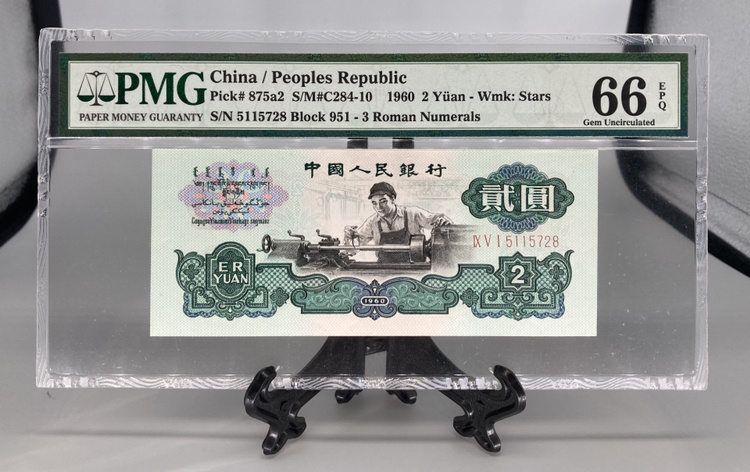 PMG
PAPER MONEY GUARANTY
China / Peoples Republic
Pick# 875a2 S/M#C284-10 1960 2 Yüan - Wmk: Stars
S/N 5115728 Block 951 - 3 Roman Numerals
66 EPQ
Gem Uncirculated
中國人民銀行
貳圓
IX V I 5115728
ER
YUAN
1960
2